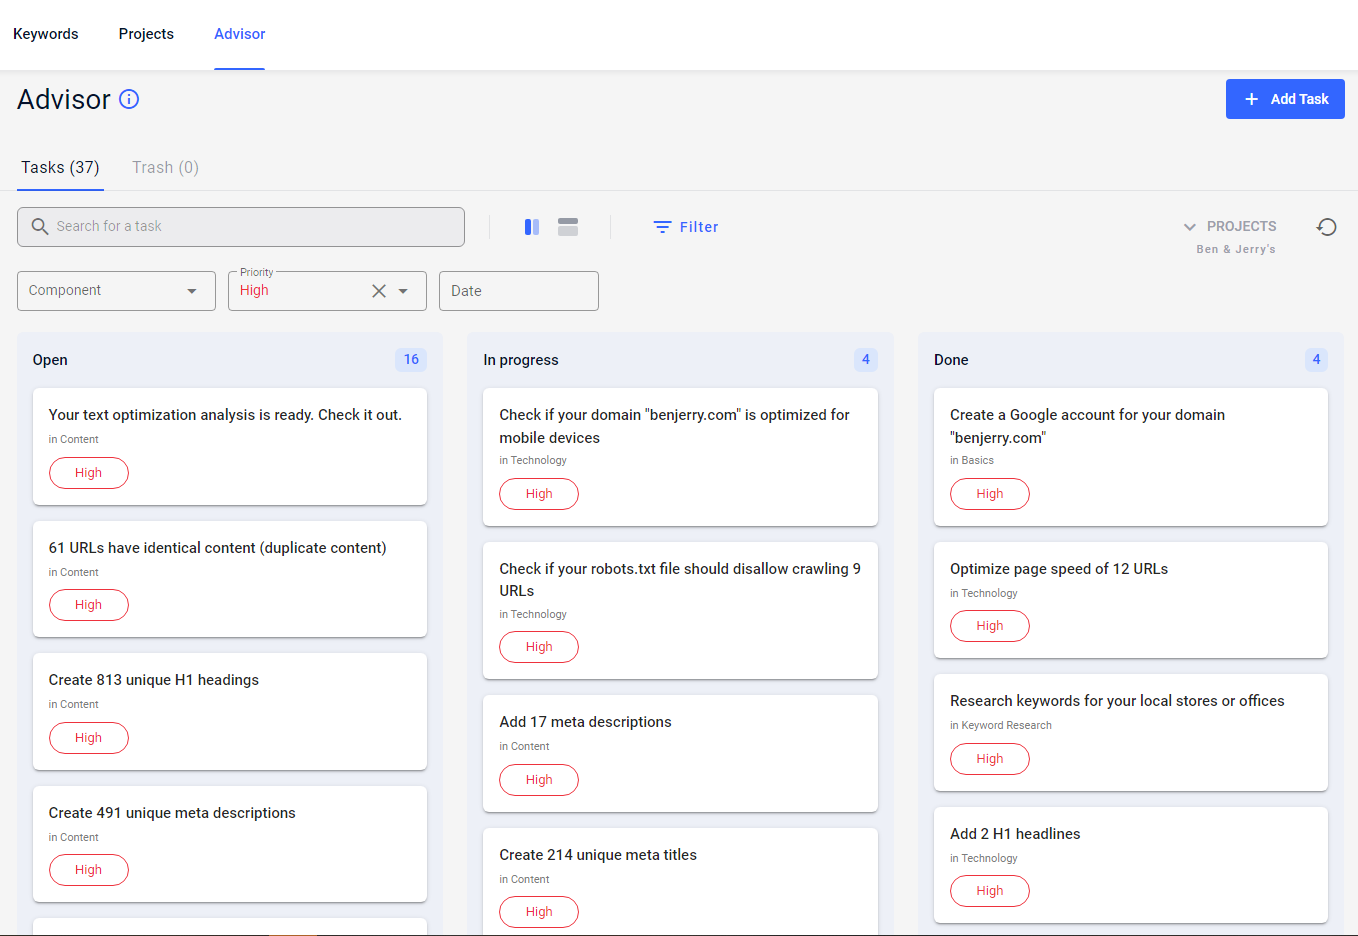 Keywords
Projects
Advisor
Advisor
Add Task
Tasks (37)
Trash (0)
Search for a task
Filter
PROJECTS
Ben & Jerry's
Component
Priority
High
Date
Open
16
Your text optimization analysis is ready. Check it out.
in Content
High
61 URLs have identical content (duplicate content)
in Content
High
Create 813 unique H1 headings
in Content
High
Create 491 unique meta descriptions
in Content
High
In progress
4
Check if your domain "benjerry.com" is optimized for
mobile devices
in Technology
High
Check if your robots.txt file should disallow crawling 9
URLs
in Technology
High
Add 17 meta descriptions
in Content
High
Create 214 unique meta titles
in Content
High
Done
4
Create a Google account for your domain
"benjerry.com"
in Basics
High
Optimize page speed of 12 URLs
in Technology
High
Research keywords for your local stores or offices
in Keyword Research
High
Add 2 H1 headlines
in Technology
High